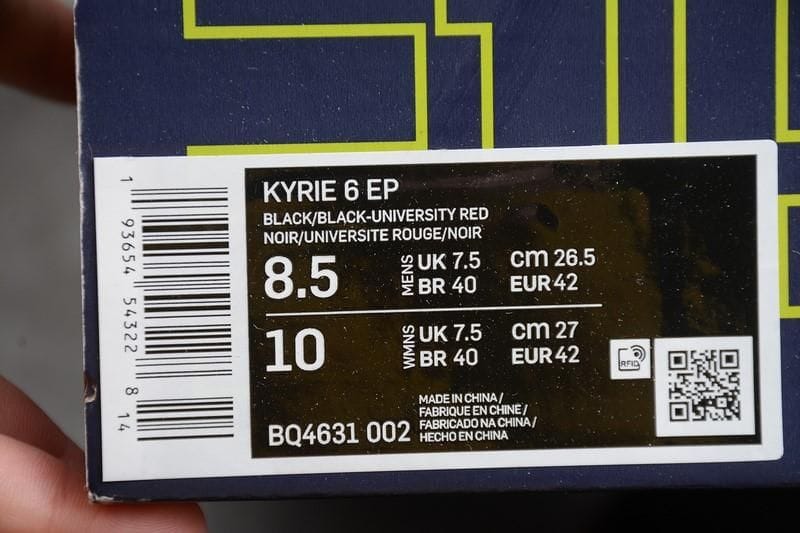 KYRIE 6 EP
BLACK/BLACK-UNIVERSITY RED
NOIR/UNIVERSITE ROUGE/NOIR
8.5 MENS UK 7.5 cm 26.5
BR 40 EUR 42
10 WMNS UK 7.5 cm 27
BR 40 EUR 42
RFID
BQ4631 002
MADE IN CHINA/
FABRIQUE EN CHINE/
FABRICADO NA CHINA/
HECHO EN CHINA
1 93654 54322 8 14